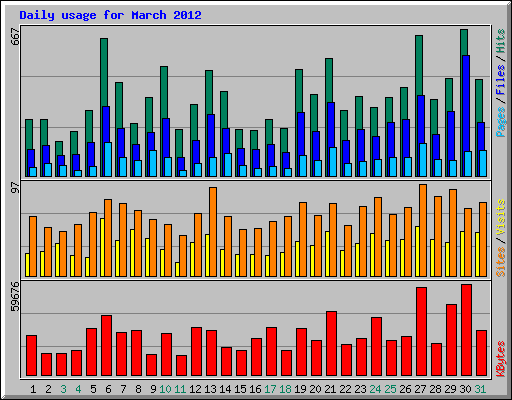 Daily usage for March 2012
667
Pages / Files / Hits
97
Sites / Visits
59676
KBytes
1 2 3 4 5 6 7 8 9 10 11 12 13 14 15 16 17 18 19 20 21 22 23 24 25 26 27 28 29 30 31